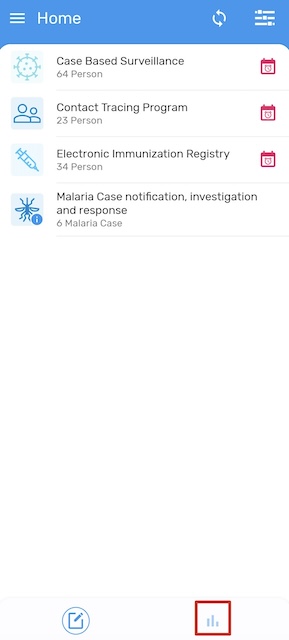 Home
Case Based Surveillance
64 Person
Contact Tracing Program
23 Person
Electronic Immunization Registry
34 Person
Malaria Case notification, investigation
and response
6 Malaria Case